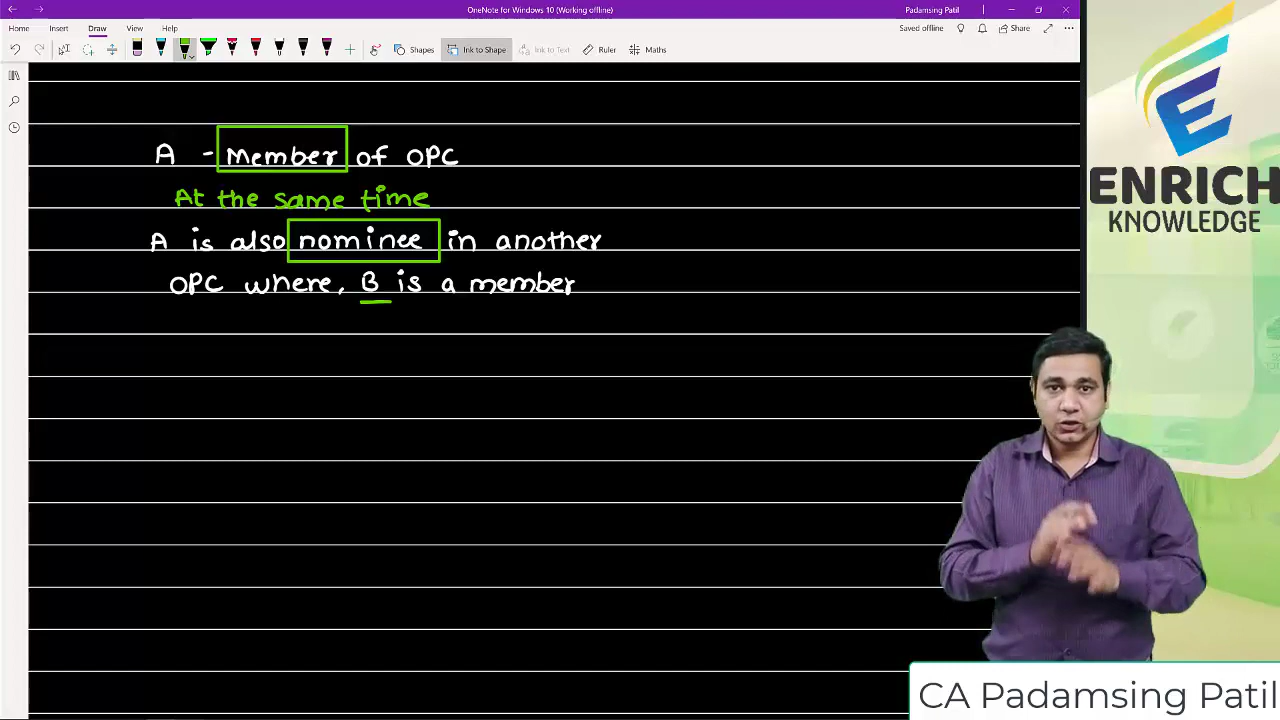 OneNote for Windows 10 (Working offline)
Padamsing Patil
Home Insert Draw View Help
Saved offline Share
Shapes Ink to Shape Ink to Text Ruler Maths
A - Member of OPC
At the same time
A is also nominee in another
OPC where, B is a member
ENRICH
KNOWLEDGE
CA Padamsing Patil